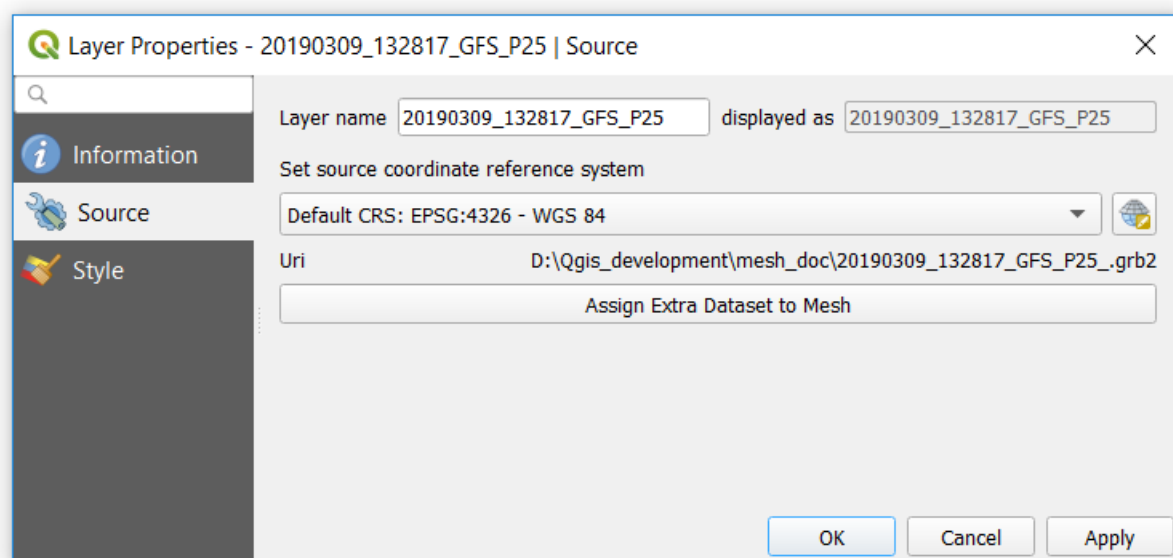 Layer Properties - 20190309_132817_GFS_P25 | Source
Information
Source
Style
Layer name 20190309_132817_GFS_P25 displayed as 20190309_132817_GFS_P25
Set source coordinate reference system
Default CRS: EPSG:4326 - WGS 84
Uri D:\Qgis_development\mesh_doc\20190309_132817_GFS_P25_.grb2
Assign Extra Dataset to Mesh
OK Cancel Apply